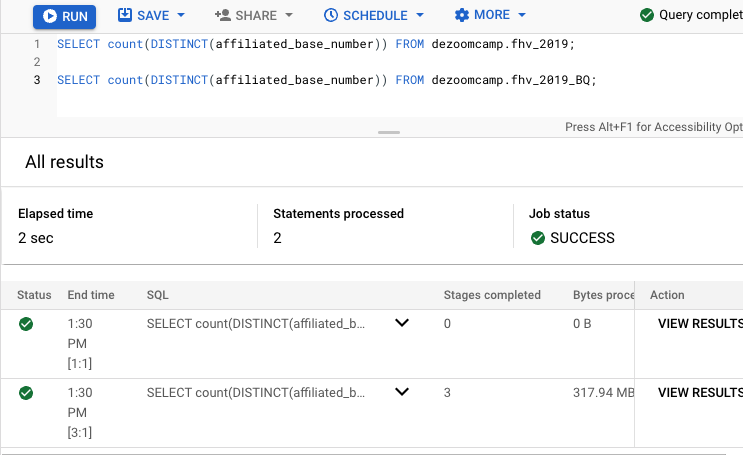 RUN SAVE SHARE SCHEDULE MORE Query complet
1 SELECT count(DISTINCT(affiliated_base_number)) FROM dezoomcamp.fhv_2019;
2
3 SELECT count(DISTINCT(affiliated_base_number)) FROM dezoomcamp.fhv_2019_BQ;
Press Alt+F1 for Accessibility Opt
All results
Elapsed time Statements processed Job status
2 sec 2 SUCCESS
Status End time SQL Stages completed Bytes proce Action
1:30 SELECT count(DISTINCT(affiliated_b... 0 0 B VIEW RESULTS
PM
[1:1]
1:30 SELECT count(DISTINCT(affiliated_b... 3 317.94 MB VIEW RESULTS
PM
[3:1]